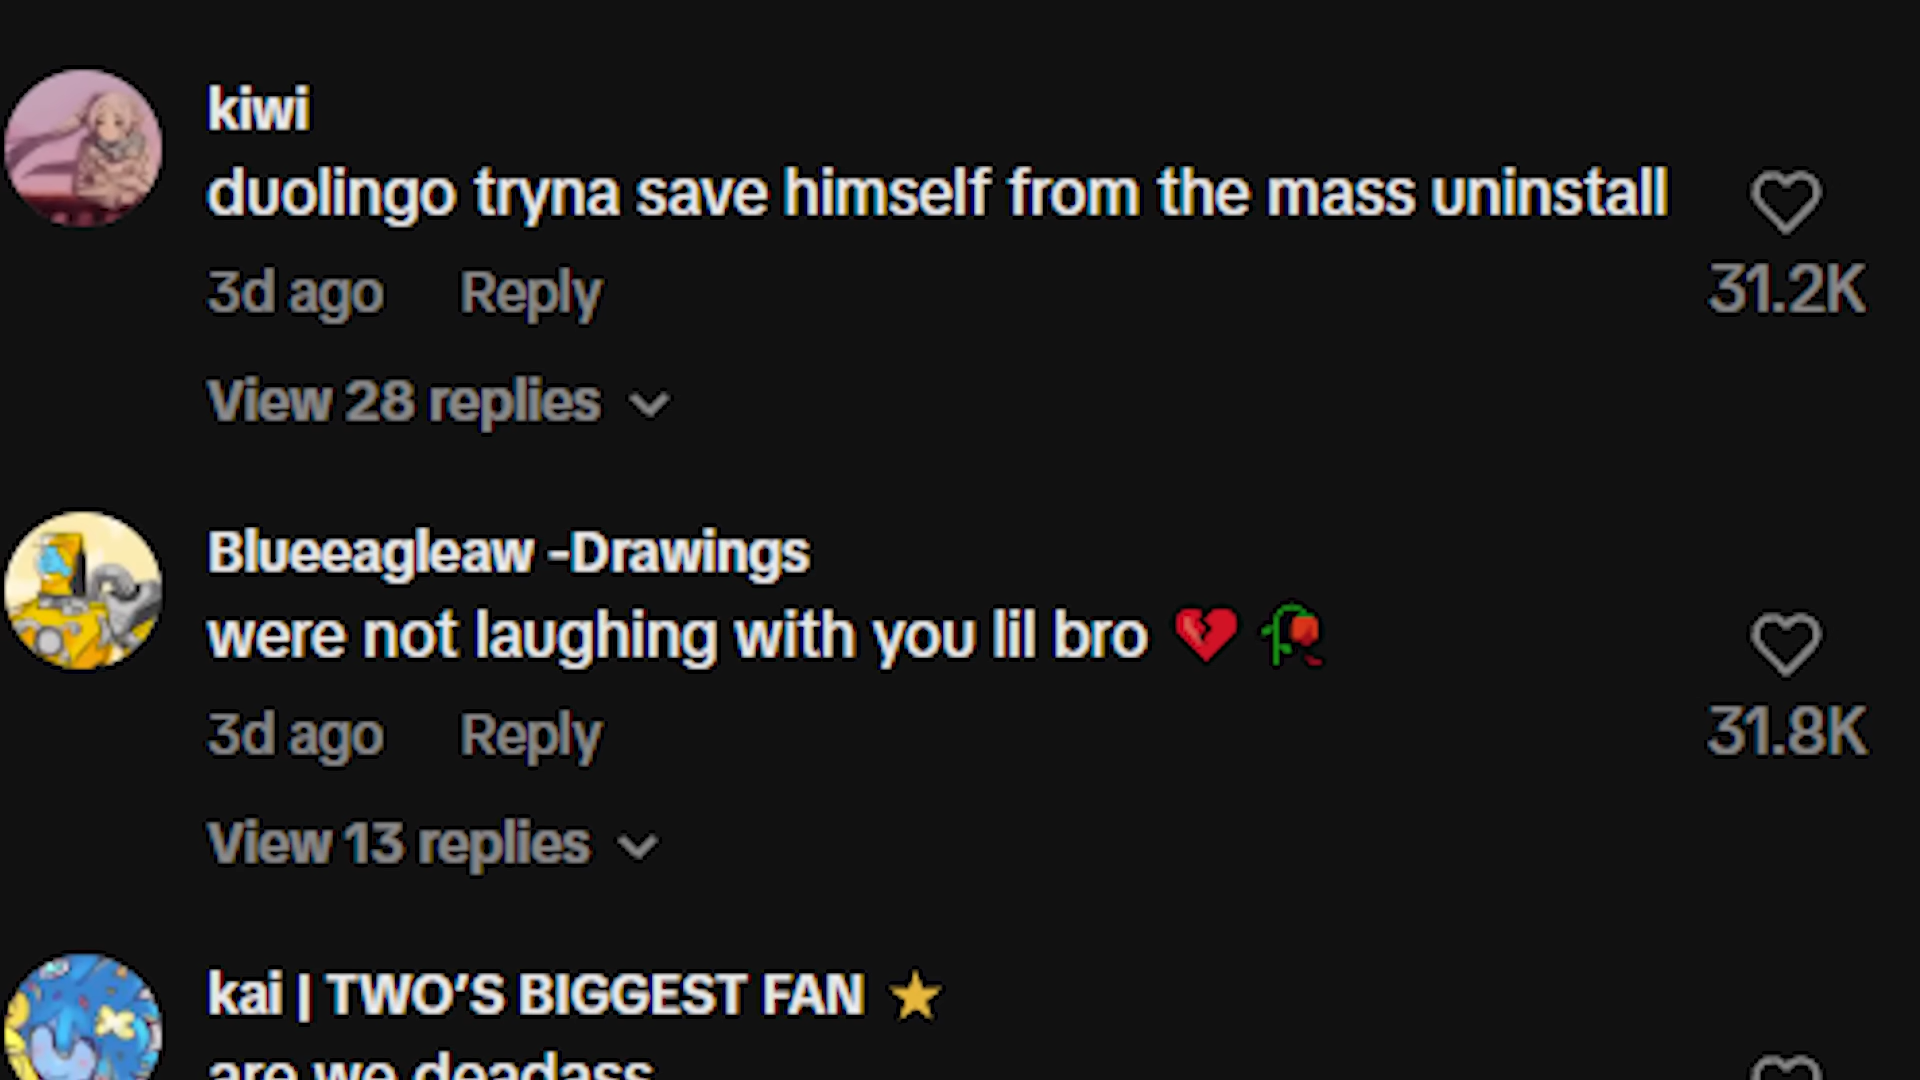 kiwi
duolingo tryna save himself from the mass uninstall
3d ago Reply
31.2K
View 28 replies
Blueeagleaw -Drawings
were not laughing with you lil bro 💔 🥀
3d ago Reply
31.8K
View 13 replies
kai | TWO'S BIGGEST FAN ⭐
are we deadass